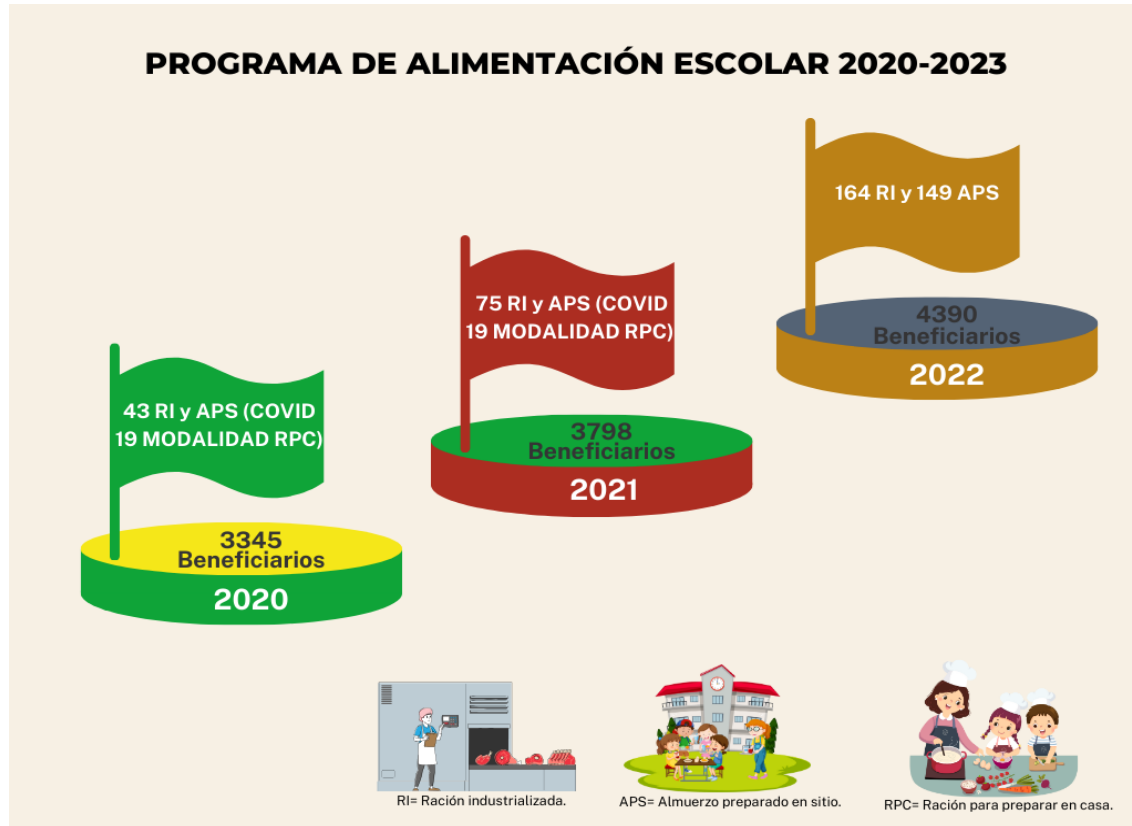 PROGRAMA DE ALIMENTACIÓN ESCOLAR 2020-2023
164 RI y 149 APS
4390
Beneficiarios
2022
75 RI y APS (COVID
19 MODALIDAD RPC)
3798
Beneficiarios
2021
43 RI y APS (COVID
19 MODALIDAD RPC)
3345
Beneficiarios
2020
RI= Ración industrializada.
APS= Almuerzo preparado en sitio.
RPC= Ración para preparar en casa.